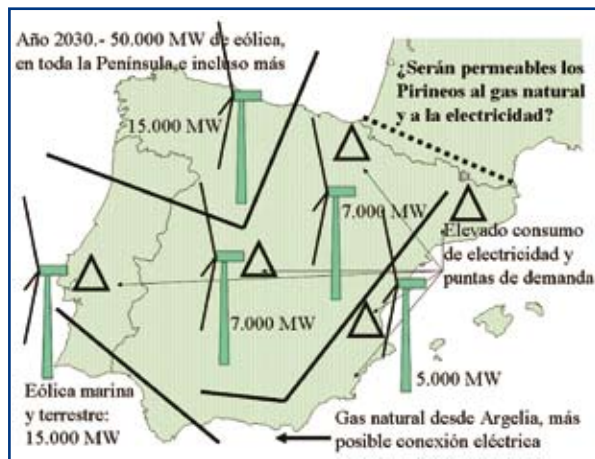 Año 2030.- 50.000 MW de eólica,
en toda la Península,e incluso más
¿Serán permeables los
Pirineos al gas natural
y a la electricidad?
15.000 MW
7.000 MW
Elevado consumo
de electricidad y
puntas de demanda
7.000 MW
5.000 MW
Eólica marina
y terrestre:
15.000 MW
Gas natural desde Argelia, más
posible conexión eléctrica